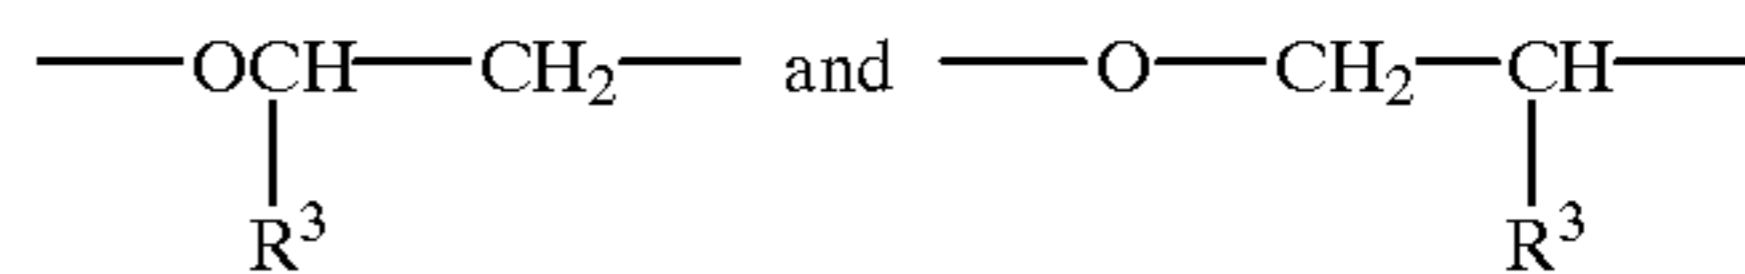 —OCH—CH₂— and —O—CH₂—CH—
R³ R³